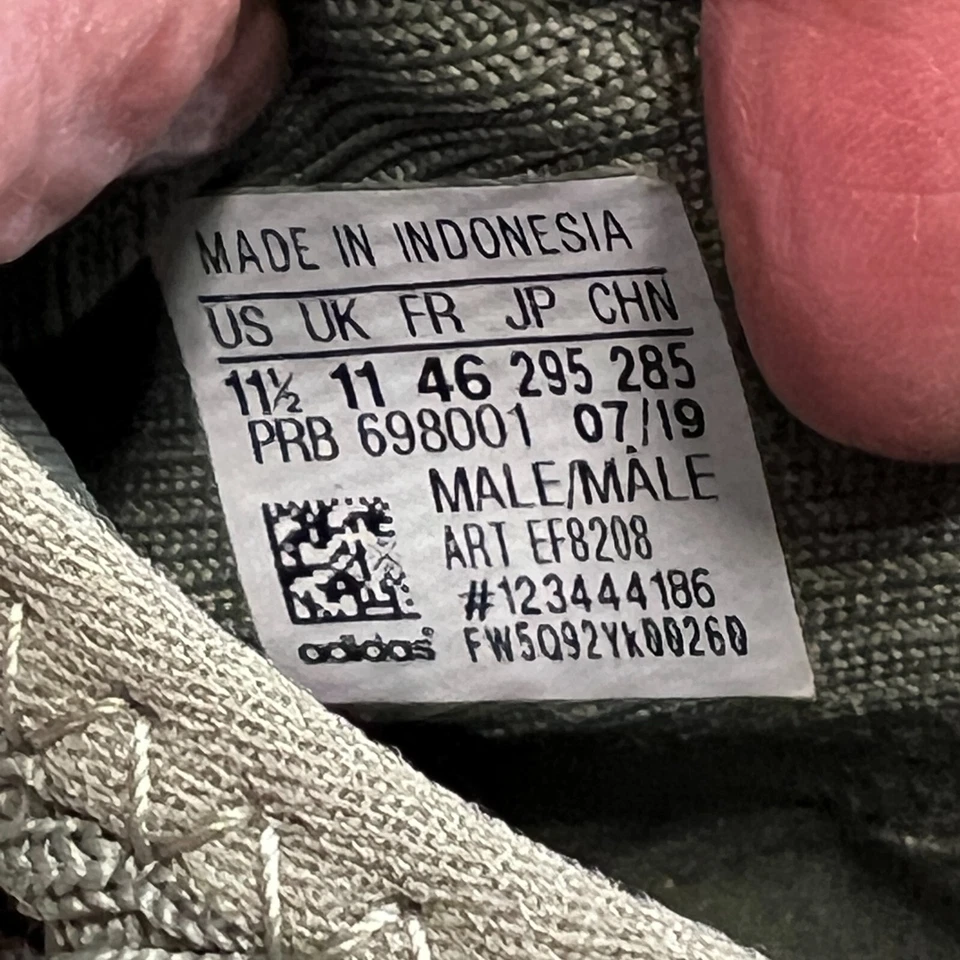 MADE IN INDONESIA
US UK FR JP CHN
11½ 11 46 295 285
PRB 698001 07/19
MALE/MÂLE
ART EF8208
#123444186
adidas FW5Q92Yk00260